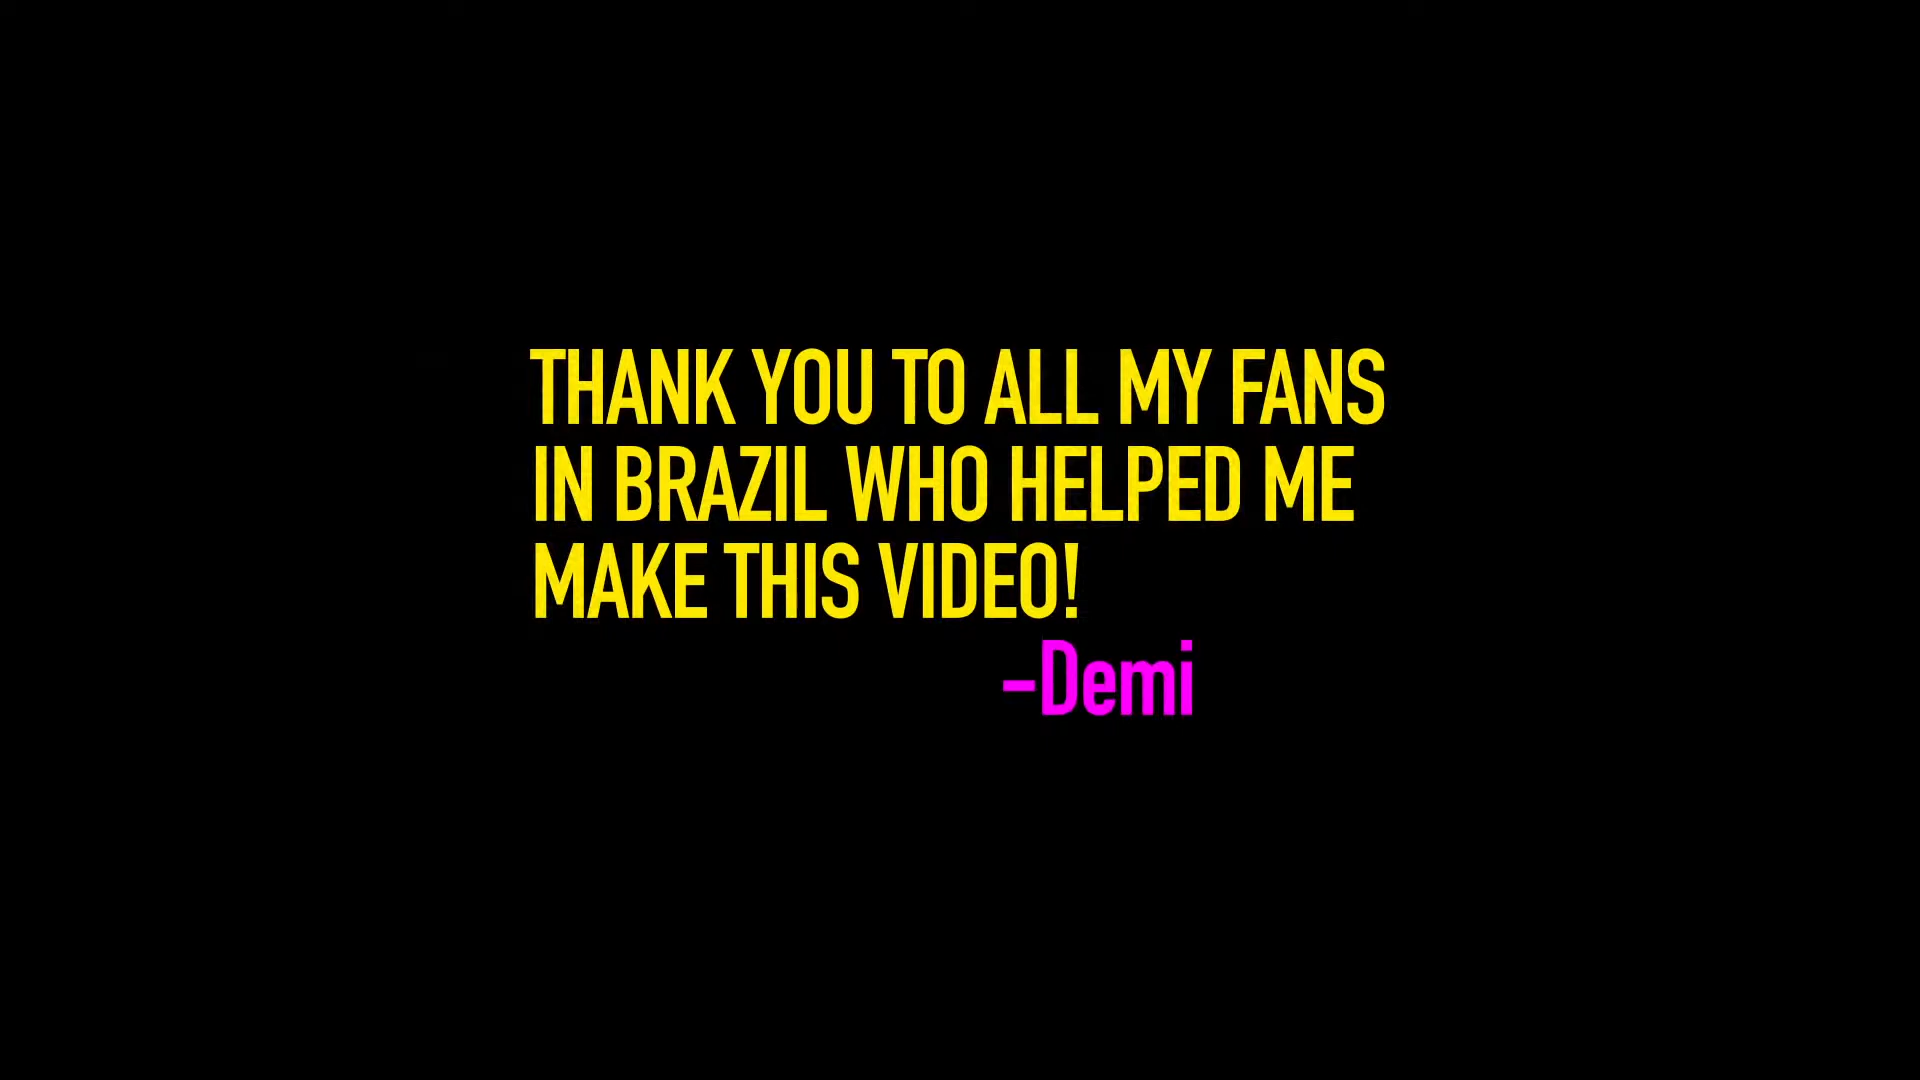 THANK YOU TO ALL MY FANS
IN BRAZIL WHO HELPED ME
MAKE THIS VIDEO!
-Demi